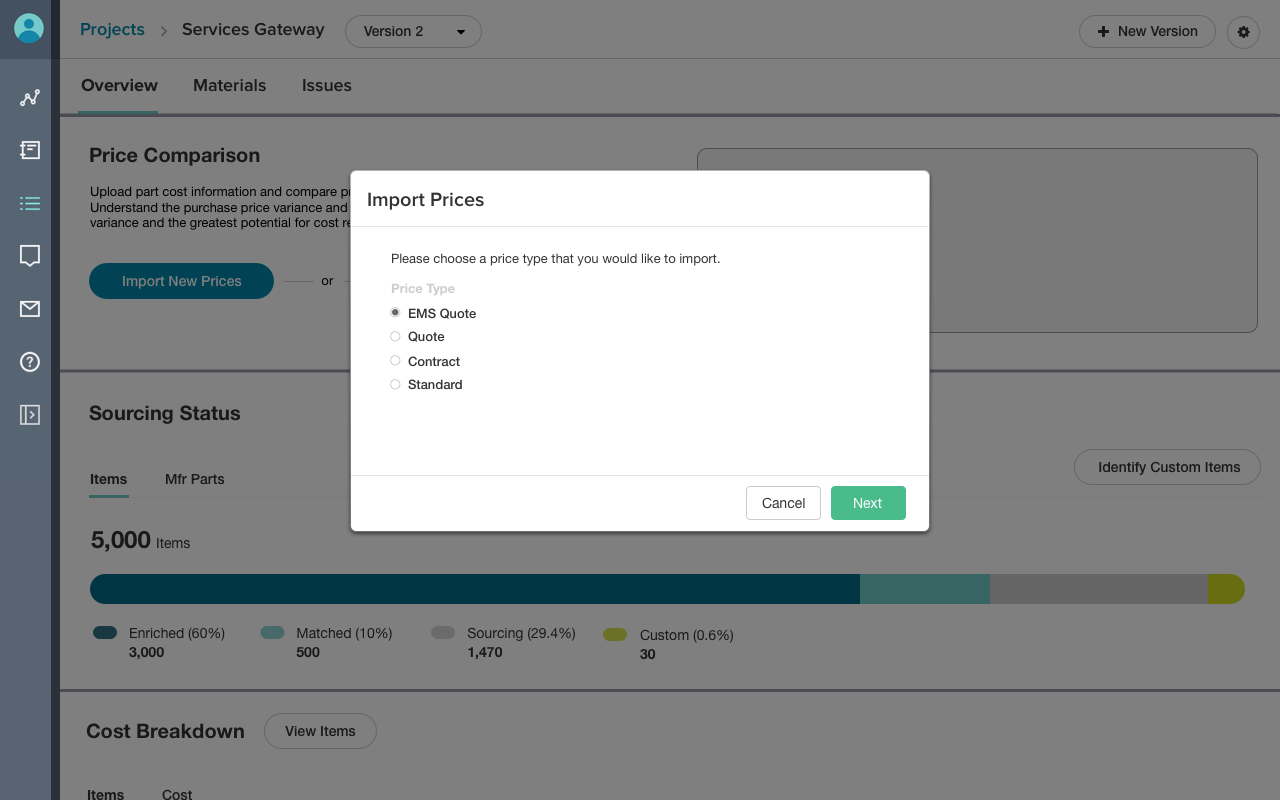 Projects > Services Gateway Version 2
+ New Version
Overview Materials Issues
Price Comparison
Upload part cost information and compare
Understand the purchase price variance and
variance and the greatest potential for cost
Import New Prices or
Import Prices
Please choose a price type that you would like to import.
Price Type
EMS Quote
Quote
Contract
Standard
Cancel Next
Sourcing Status
Items Mfr Parts
Identify Custom Items
5,000 Items
Enriched (60%) Matched (10%) Sourcing (29.4%) Custom (0.6%)
3,000 500 1,470 30
Cost Breakdown View Items
Items Cost